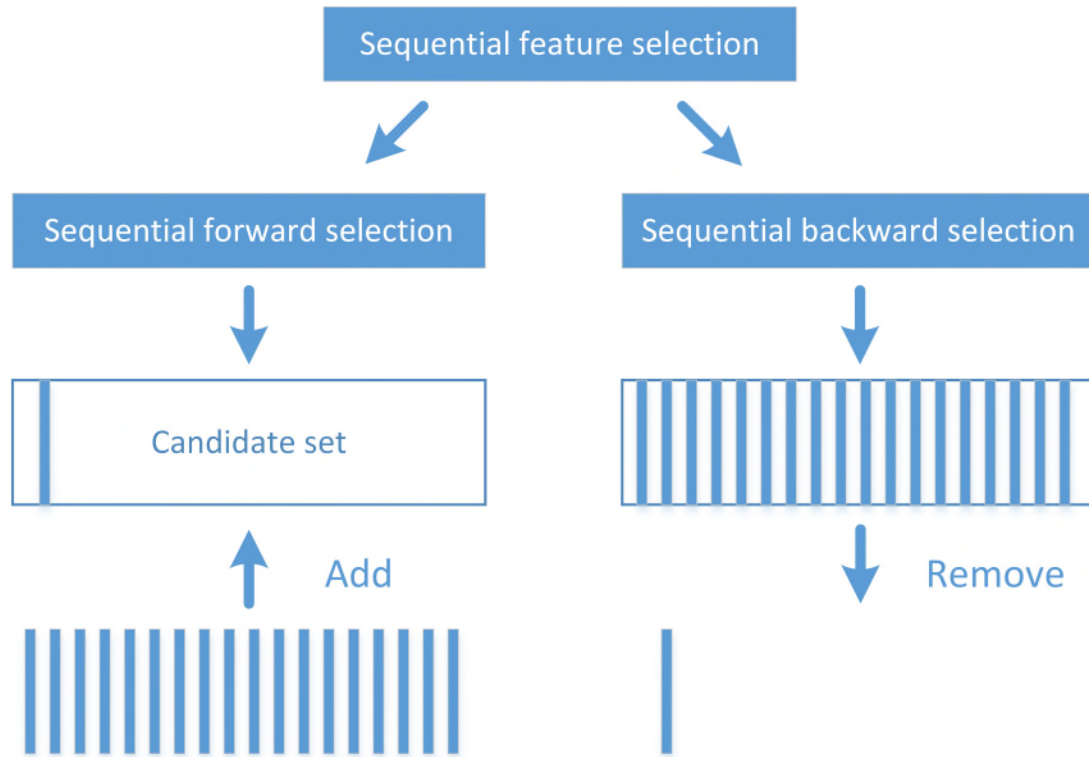 Sequential feature selection
Sequential forward selection
Sequential backward selection
Candidate set
Add
Remove